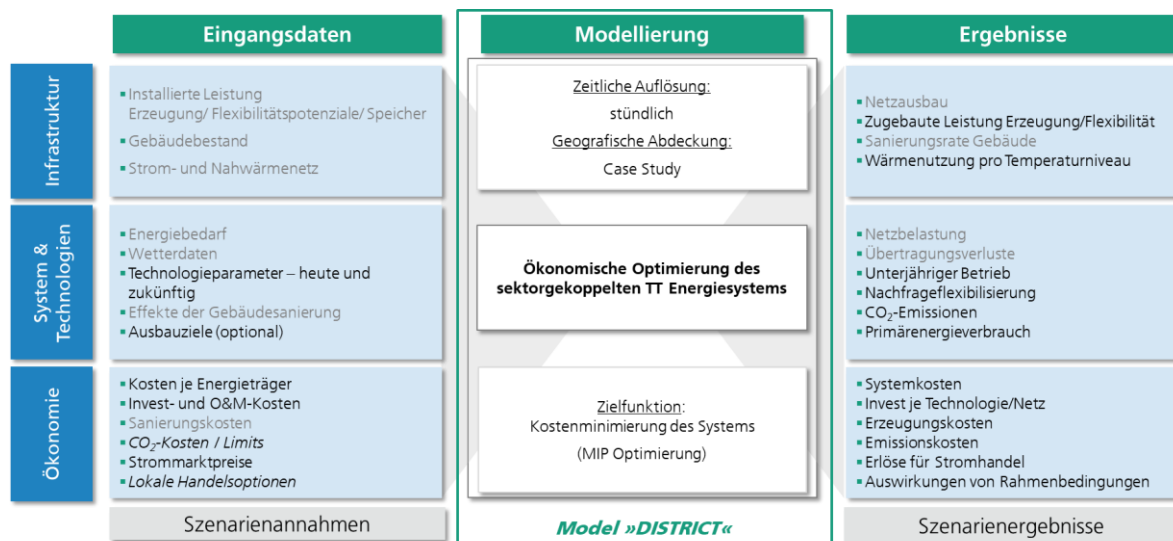 Eingangsdaten
Modellierung
Ergebnisse
Infrastruktur
▪ Installierte Leistung
Erzeugung/ Flexibilitätspotenziale/ Speicher
▪ Gebäudebestand
▪ Strom- und Nahwärmenetz
Zeitliche Auflösung:
stündlich
Geografische Abdeckung:
Case Study
▪ Netzausbau
▪ Zugebaute Leistung Erzeugung/Flexibilität
▪ Sanierungsrate Gebäude
▪ Wärmenutzung pro Temperaturniveau
System &
Technologien
▪ Energiebedarf
▪ Wetterdaten
▪ Technologieparameter – heute und
zukünftig
▪ Effekte der Gebäudesanierung
▪ Ausbauziele (optional)
Ökonomische Optimierung des
sektorgekoppelten TT Energiesystems
▪ Netzbelastung
▪ Übertragungsverluste
▪ Unterjähriger Betrieb
▪ Nachfrageflexibilisierung
▪ CO₂-Emissionen
▪ Primärenergieverbrauch
Ökonomie
▪ Kosten je Energieträger
▪ Invest- und O&M-Kosten
▪ Sanierungskosten
▪ CO₂-Kosten / Limits
▪ Strommarktpreise
▪ Lokale Handelsoptionen
Zielfunktion:
Kostenminimierung des Systems
(MIP Optimierung)
▪ Systemkosten
▪ Invest je Technologie/Netz
▪ Erzeugungskosten
▪ Emissionskosten
▪ Erlöse für Stromhandel
▪ Auswirkungen von Rahmenbedingungen
Szenarienannahmen
Model »DISTRICT«
Szenarienergebnisse